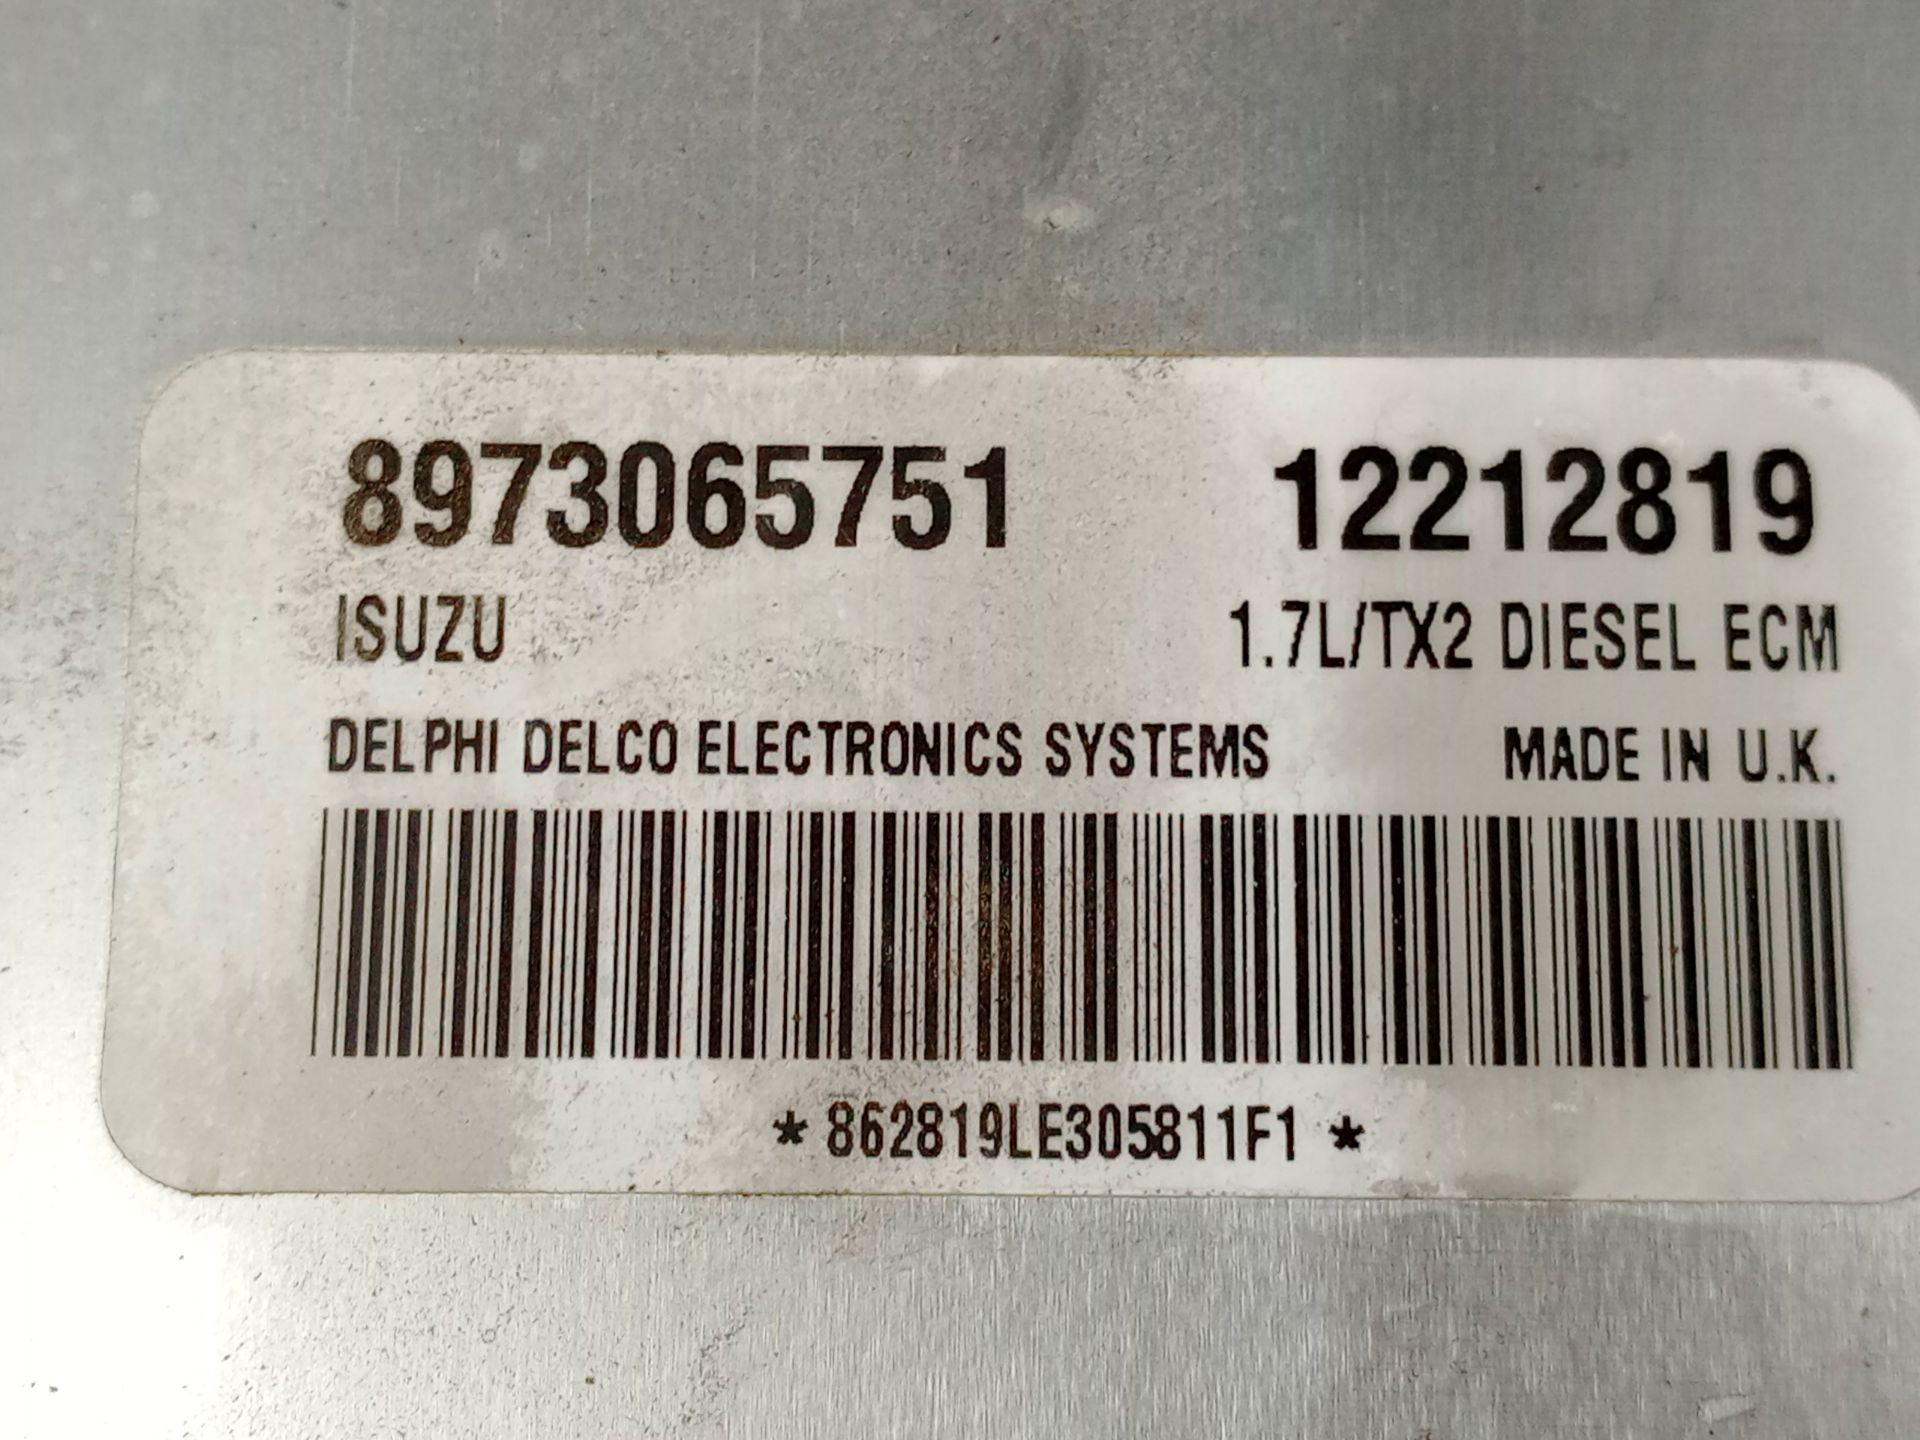 8973065751 12212819
ISUZU 1.7L/TX2 DIESEL ECM
DELPHI DELCO ELECTRONICS SYSTEMS MADE IN U.K.
* 862819LE305811F1 *